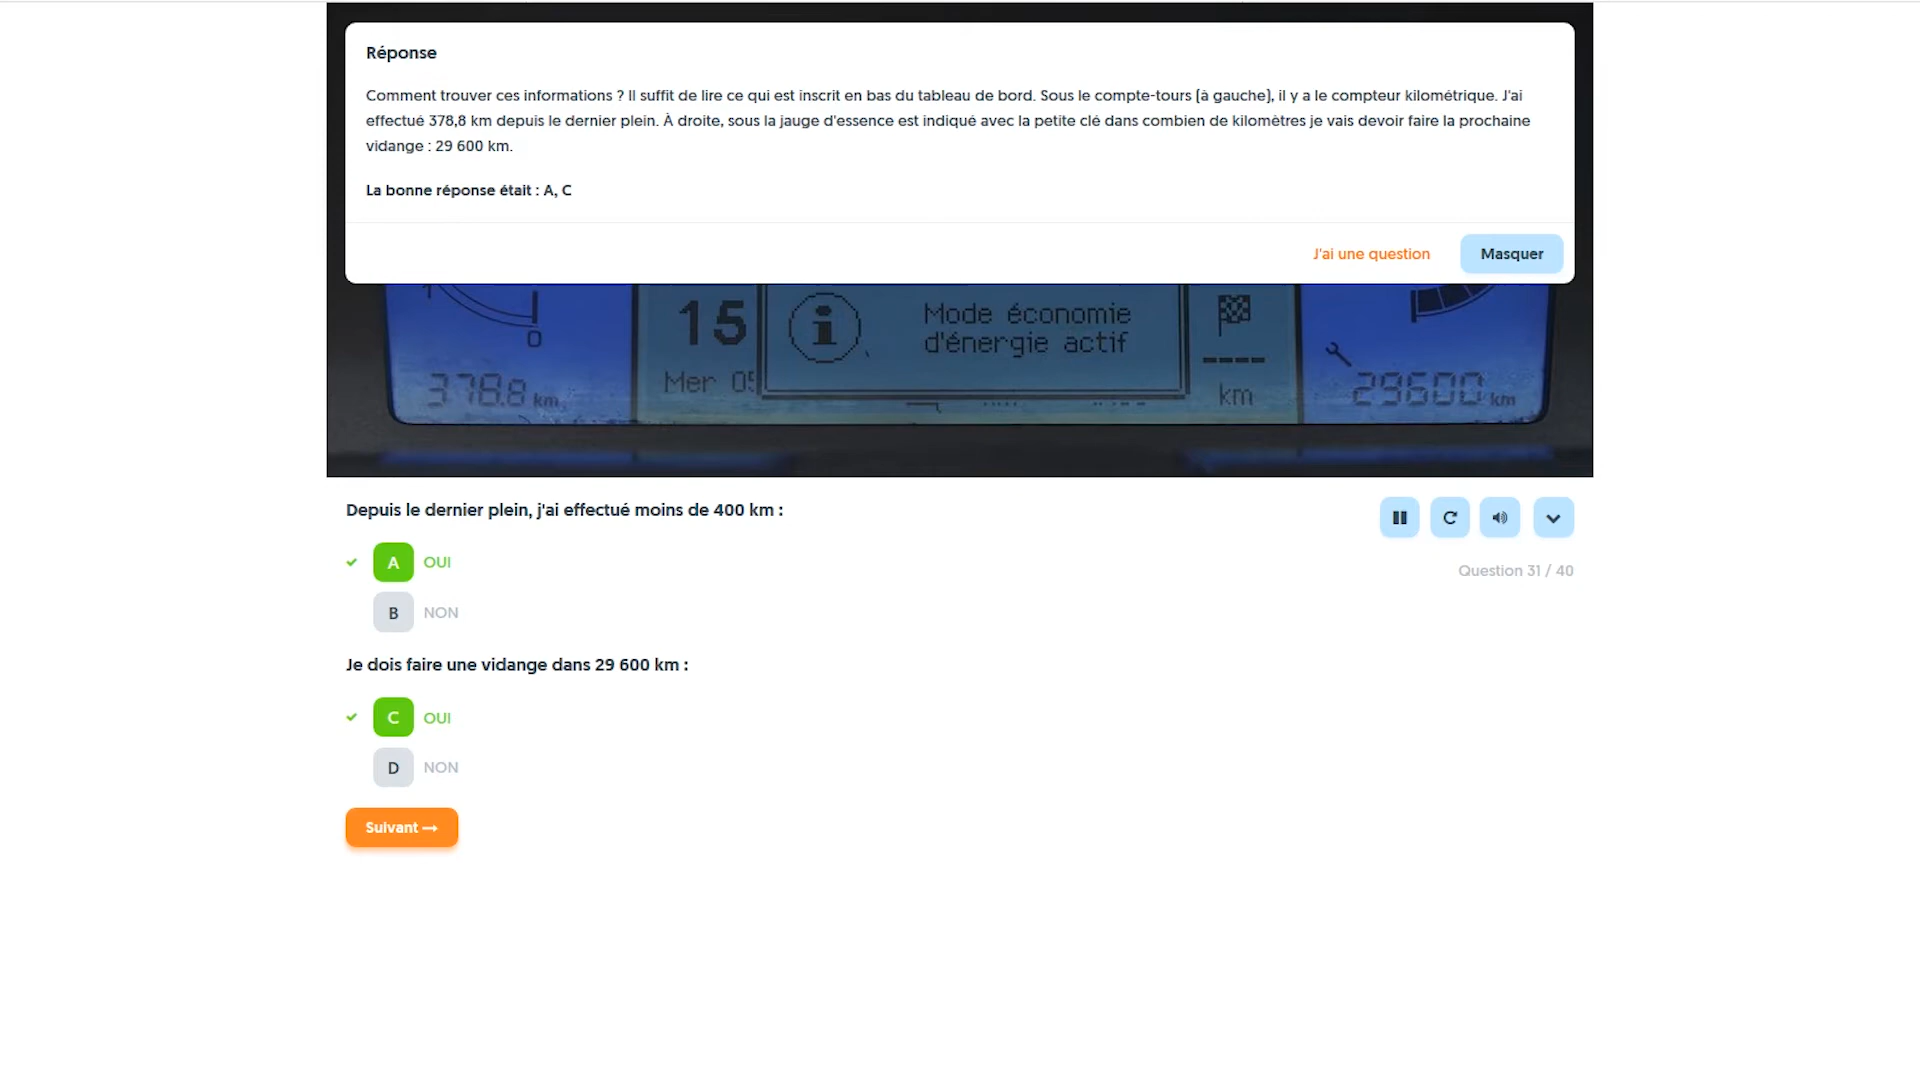 Réponse
Comment trouver ces informations ? Il suffit de lire ce qui est inscrit en bas du tableau de bord. Sous le compte-tours (à gauche), il y a le compteur kilométrique. J'ai
effectué 378,8 km depuis le dernier plein. À droite, sous la jauge d'essence est indiqué avec la petite clé dans combien de kilomètres je vais devoir faire la prochaine
vidange : 29 600 km.
La bonne réponse était : A, C
J'ai une question
Masquer
1
0
378.8 km
15
Mer 05
i
Mode économie
d'énergie actif
---- km
29600 km
Depuis le dernier plein, j'ai effectué moins de 400 km :
A OUI
B NON
Question 31 / 40
Je dois faire une vidange dans 29 600 km :
C OUI
D NON
Suivant →